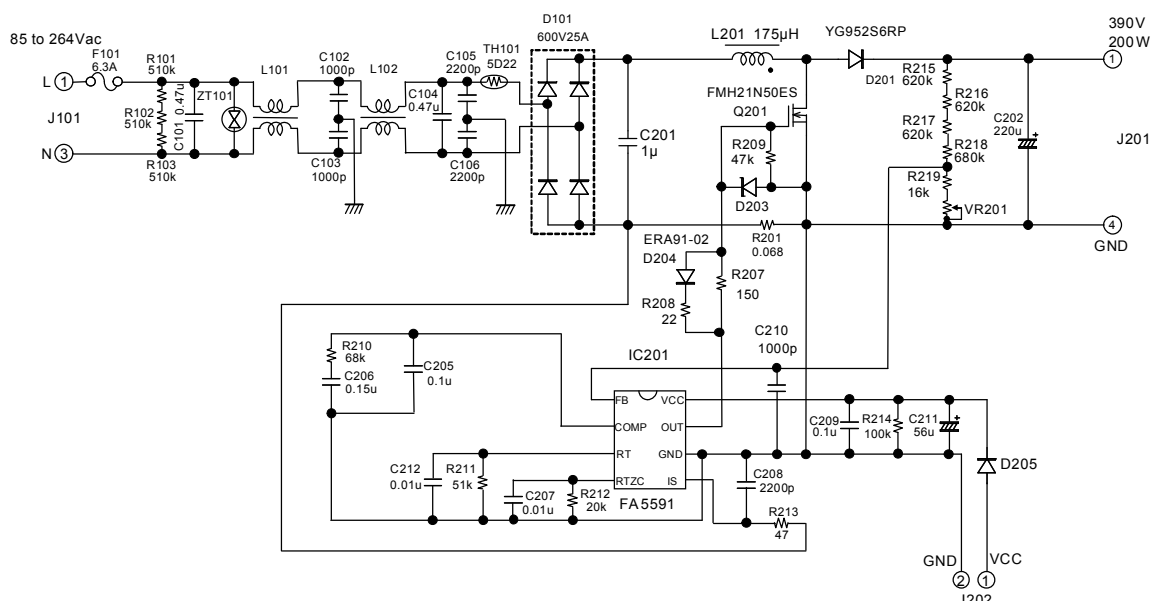 85 to 264Vac
L 1
F101
6.3A
J101
N 3
R101
510k
R102
510k
R103
510k
C101 0.47u
ZT101
L101
C102
1000p
C103
1000p
L102
C104
0.47u
C105
2200p
C106
2200p
TH101
5D22
D101
600V25A
C201
1μ
L201 175μH
YG952S6RP
D201
FMH21N50ES
Q201
R209
47k
D203
R201
0.068
R215
620k
R216
620k
R217
620k
R218
680k
R219
16k
VR201
C202
220u
+
390V
200W
1
J201
4
GND
ERA91-02
D204
R208
22
R207
150
C210
1000p
R210
68k
C206
0.15u
C205
0.1u
IC201
FB
COMP
RT
RTZC
VCC
OUT
GND
IS
FA5591
C212
0.01u
R211
51k
C207
0.01u
R212
20k
C208
2200p
R213
47
C209
0.1u
R214
100k
C211
56u
+
D205
GND
VCC
2
1
J202